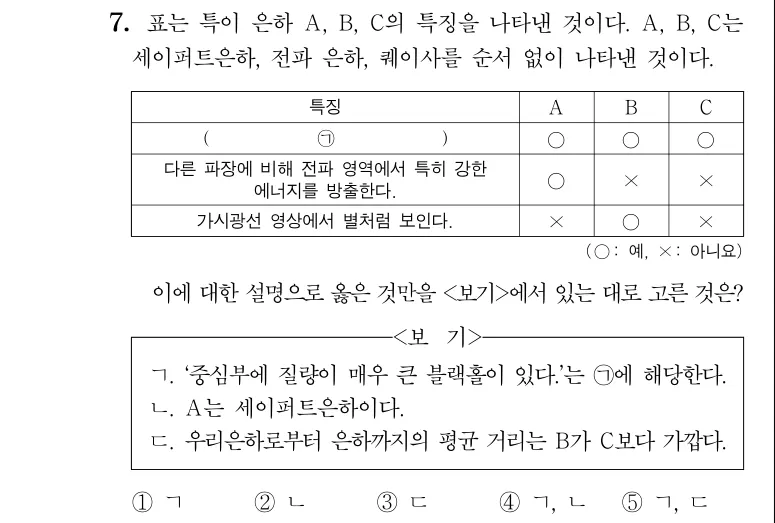 7. 표는 특이 은하 A, B, C의 특징을 나타낸 것이다. A, B, C는
세이퍼트은하, 전파 은하, 퀘이사를 순서 없이 나타낸 것이다.
특징 A B C
( ㉠ ) ○ ○ ○
다른 파장에 비해 전파 영역에서 특히 강한
에너지를 방출한다. ○ × ×
가시광선 영상에서 별처럼 보인다. × ○ ×
(○: 예, ×: 아니요)
이에 대한 설명으로 옳은 것만을 <보기>에서 있는 대로 고른 것은?
<보 기>
ㄱ. ‘중심부에 질량이 매우 큰 블랙홀이 있다.’는 ㉠에 해당한다.
ㄴ. A는 세이퍼트은하이다.
ㄷ. 우리은하로부터 은하까지의 평균 거리는 B가 C보다 가깝다.
① ㄱ ② ㄴ ③ ㄷ ④ ㄱ, ㄴ ⑤ ㄱ, ㄷ